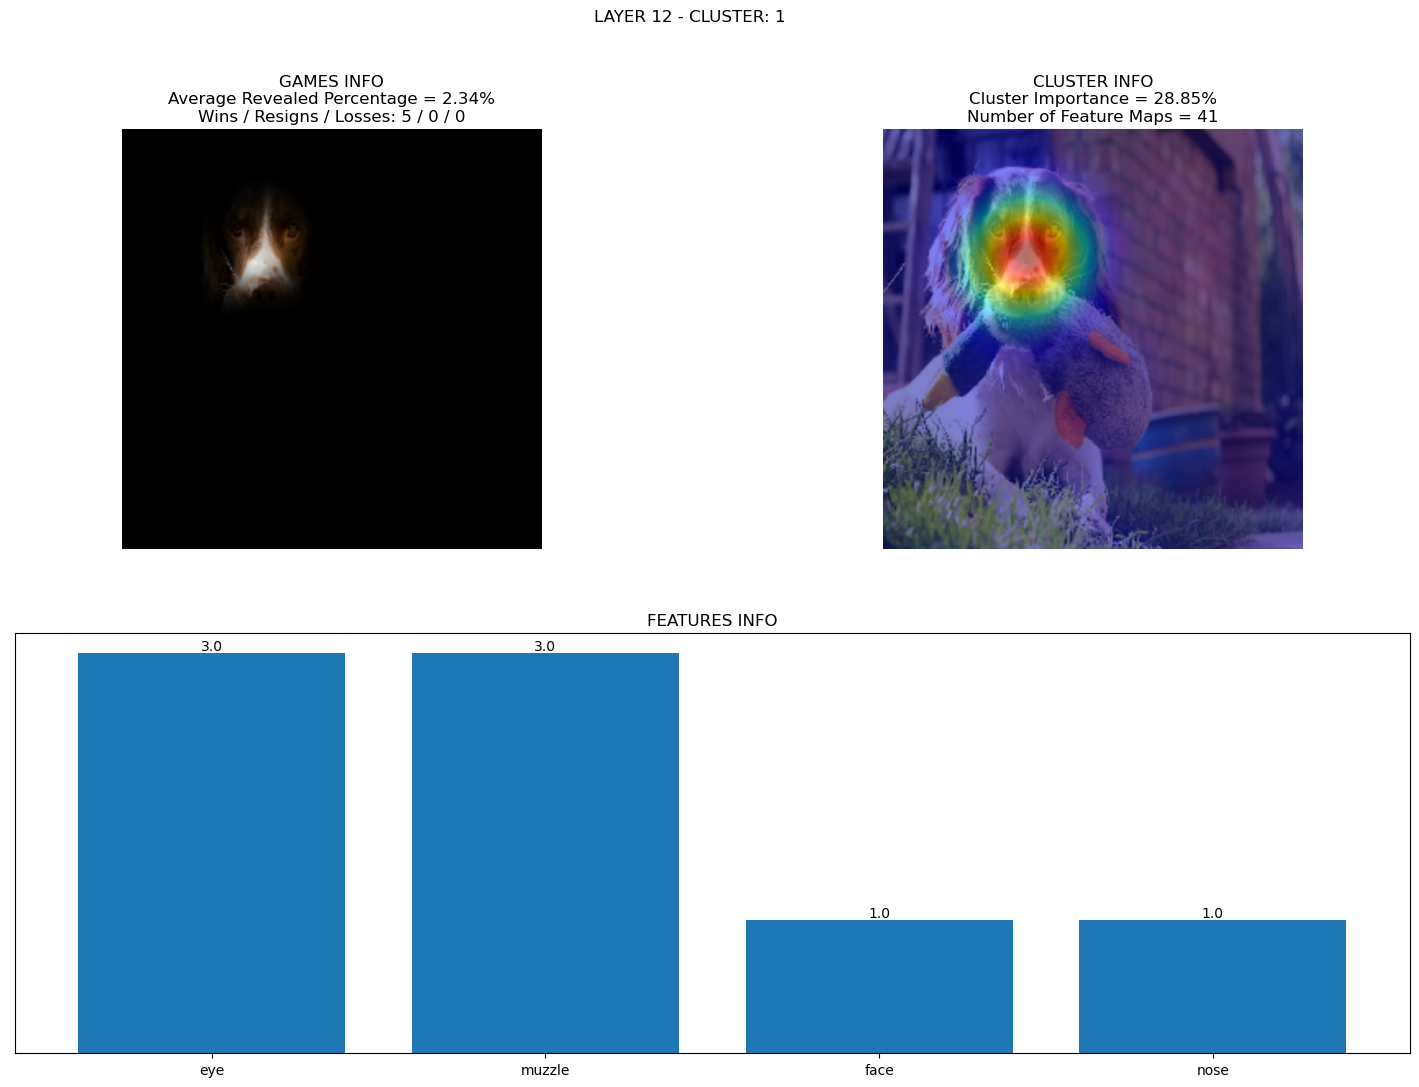 LAYER 12 - CLUSTER: 1
GAMES INFO
Average Revealed Percentage = 2.34%
Wins / Resigns / Losses: 5 / 0 / 0
CLUSTER INFO
Cluster Importance = 28.85%
Number of Feature Maps = 41
FEATURES INFO
3.0
3.0
1.0
1.0
eye
muzzle
face
nose